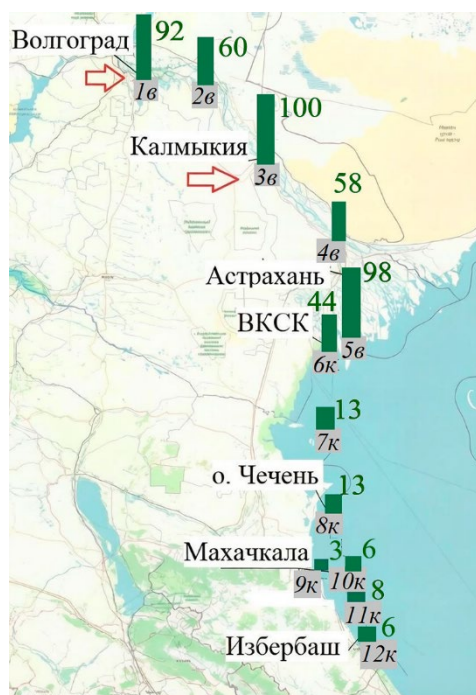 92
Волгоград
60
1в
2в
100
Калмыкия
3в
58
4в
Астрахань
98
44
ВКСК
5в
6к
13
7к
о. Чечень
13
8к
Махачкала
3
6
9к
10к
8
11к
6
Избербаш
12к